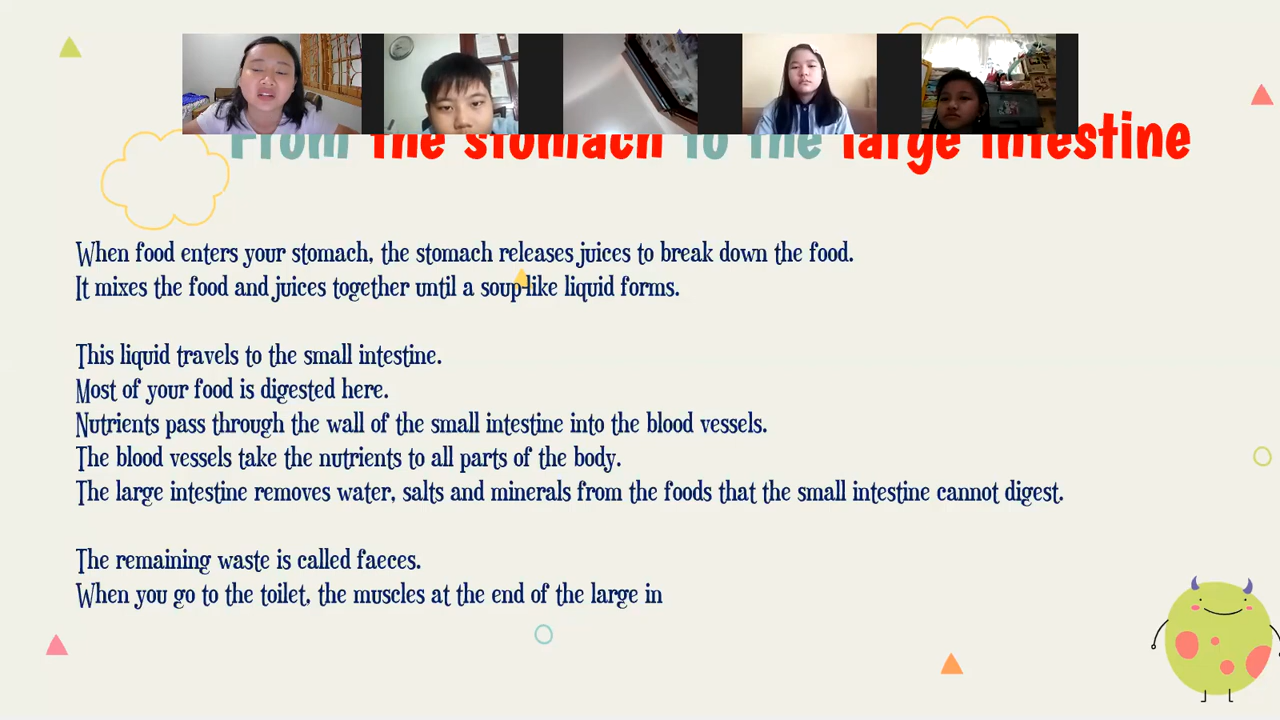 From the stomach to the large intestine
When food enters your stomach, the stomach releases juices to break down the food.
It mixes the food and juices together until a soup-like liquid forms.
This liquid travels to the small intestine.
Most of your food is digested here.
Nutrients pass through the wall of the small intestine into the blood vessels.
The blood vessels take the nutrients to all parts of the body.
The large intestine removes water, salts and minerals from the foods that the small intestine cannot digest.
The remaining waste is called faeces.
When you go to the toilet, the muscles at the end of the large in